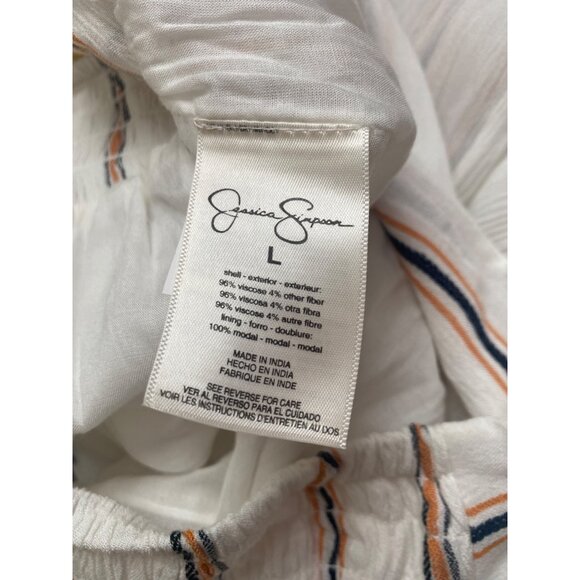 Jessica Simpson
L
shell - exterior - exterieur:
96% viscose 4% other fiber
96% viscose 4% otra fibra
96% viscose 4% autre fibre
lining - forro - doublure:
100% modal - modal - modal
MADE IN INDIA
HECHO EN INDIA
FABRIQUE EN INDE
SEE REVERSE FOR CARE
VER AL REVERSO PARA EL CUIDADO
VOIR LES INSTRUCTIONS D'ENTRETIEN AU DOS